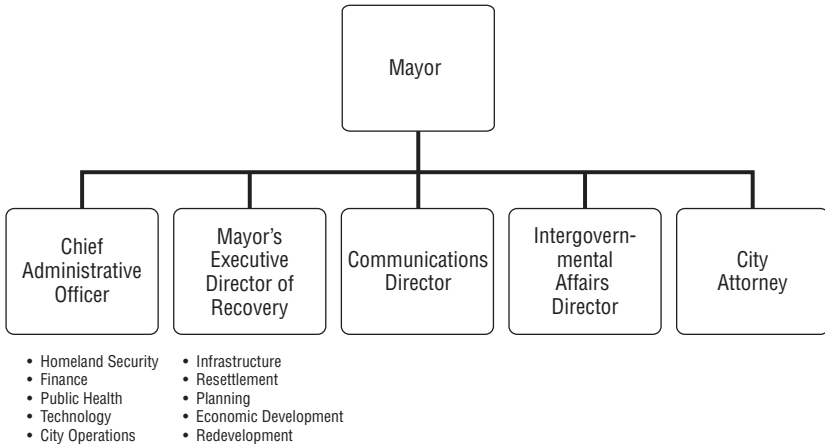 Mayor
Chief
Administrative
Officer
Mayor's
Executive
Director of
Recovery
Communications
Director
Intergovern-
mental
Affairs
Director
City
Attorney
• Homeland Security
• Finance
• Public Health
• Technology
• City Operations
• Infrastructure
• Resettlement
• Planning
• Economic Development
• Redevelopment